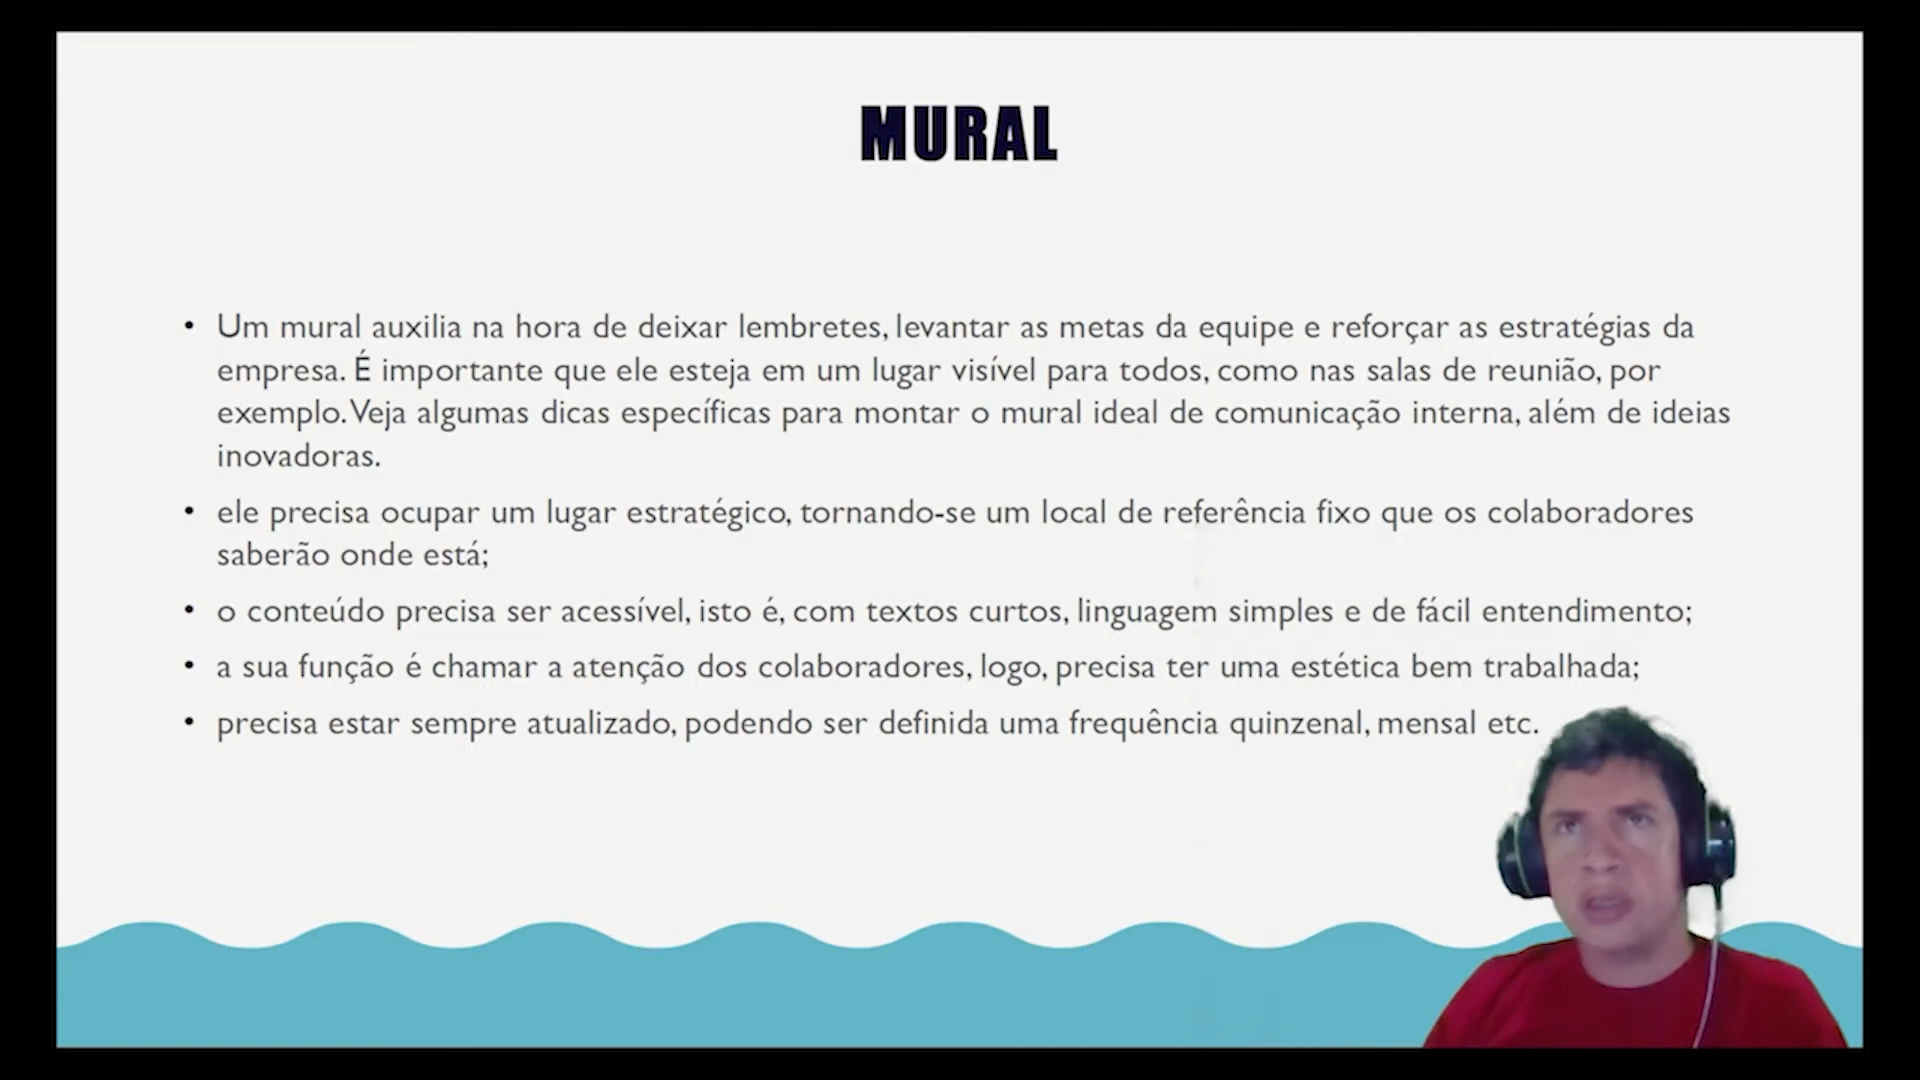 MURAL
• Um mural auxilia na hora de deixar lembretes, levantar as metas da equipe e reforçar as estratégias da
empresa. É importante que ele esteja em um lugar visível para todos, como nas salas de reunião, por
exemplo. Veja algumas dicas específicas para montar o mural ideal de comunicação interna, além de ideias
inovadoras.
• ele precisa ocupar um lugar estratégico, tornando-se um local de referência fixo que os colaboradores
saberão onde está;
• o conteúdo precisa ser acessível, isto é, com textos curtos, linguagem simples e de fácil entendimento;
• a sua função é chamar a atenção dos colaboradores, logo, precisa ter uma estética bem trabalhada;
• precisa estar sempre atualizado, podendo ser definida uma frequência quinzenal, mensal etc.